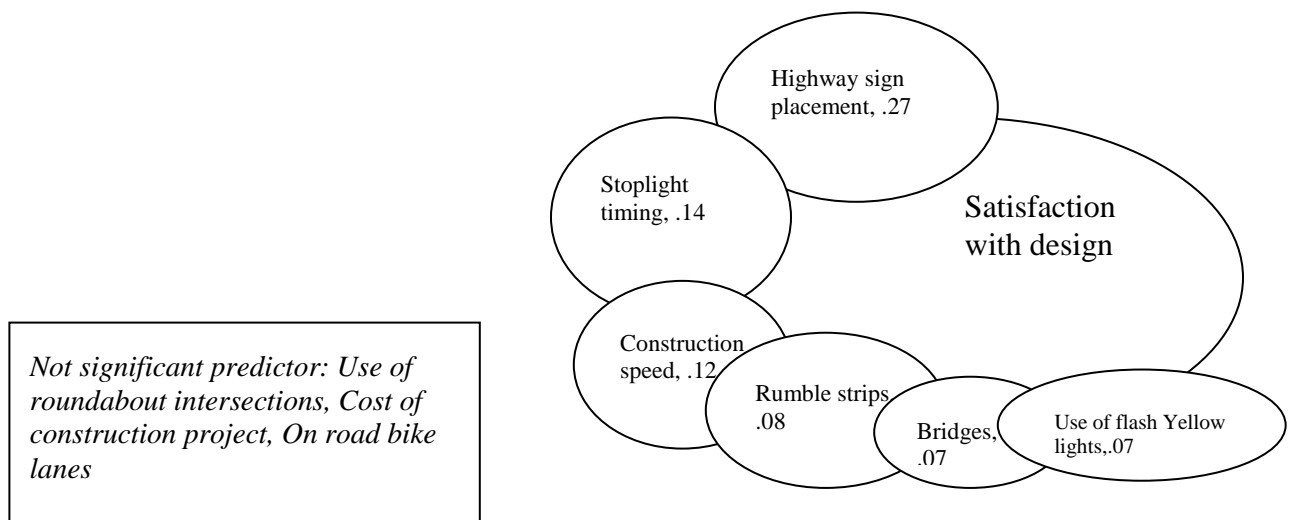 Highway sign
placement, .27
Stoplight
timing, .14
Satisfaction
with design
Construction
speed, .12
Rumble strips
.08
Bridges,
.07
Use of flash Yellow
lights,.07
Not significant predictor: Use of
roundabout intersections, Cost of
construction project, On road bike
lanes